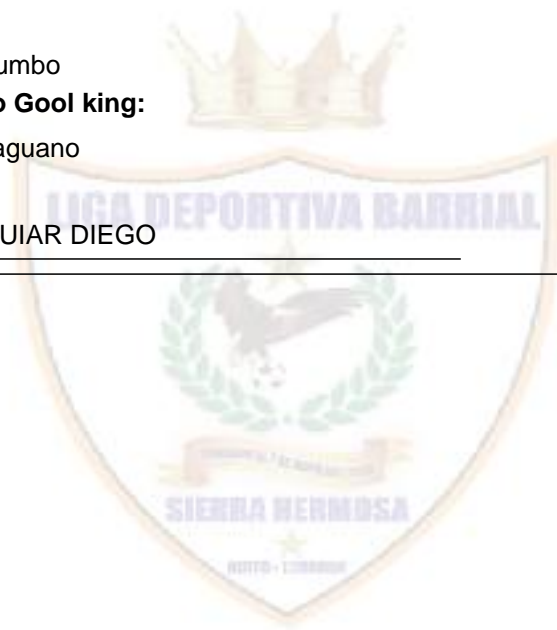 umbo
o Gool king:
aguano
LIGA DEPORTIVA BARRIAL
UIAR DIEGO
SIERRA HERMOSA